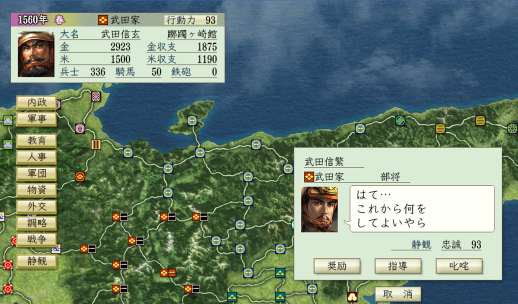 1560年 春 武田家 行動力 93
大名 武田信玄 躑躅ヶ崎館
金 2923 金収支 1875
米 1500 米収支 1190
兵士 336 騎馬 50 鉄砲 0
内政
軍事
教育
人事
軍団
物資
外交
調略
戦争
静観
武田信繁
武田家 部将
はて…
これから何を
してよいやら
静観 忠誠 93
奨励 指導 叱咤
取 消